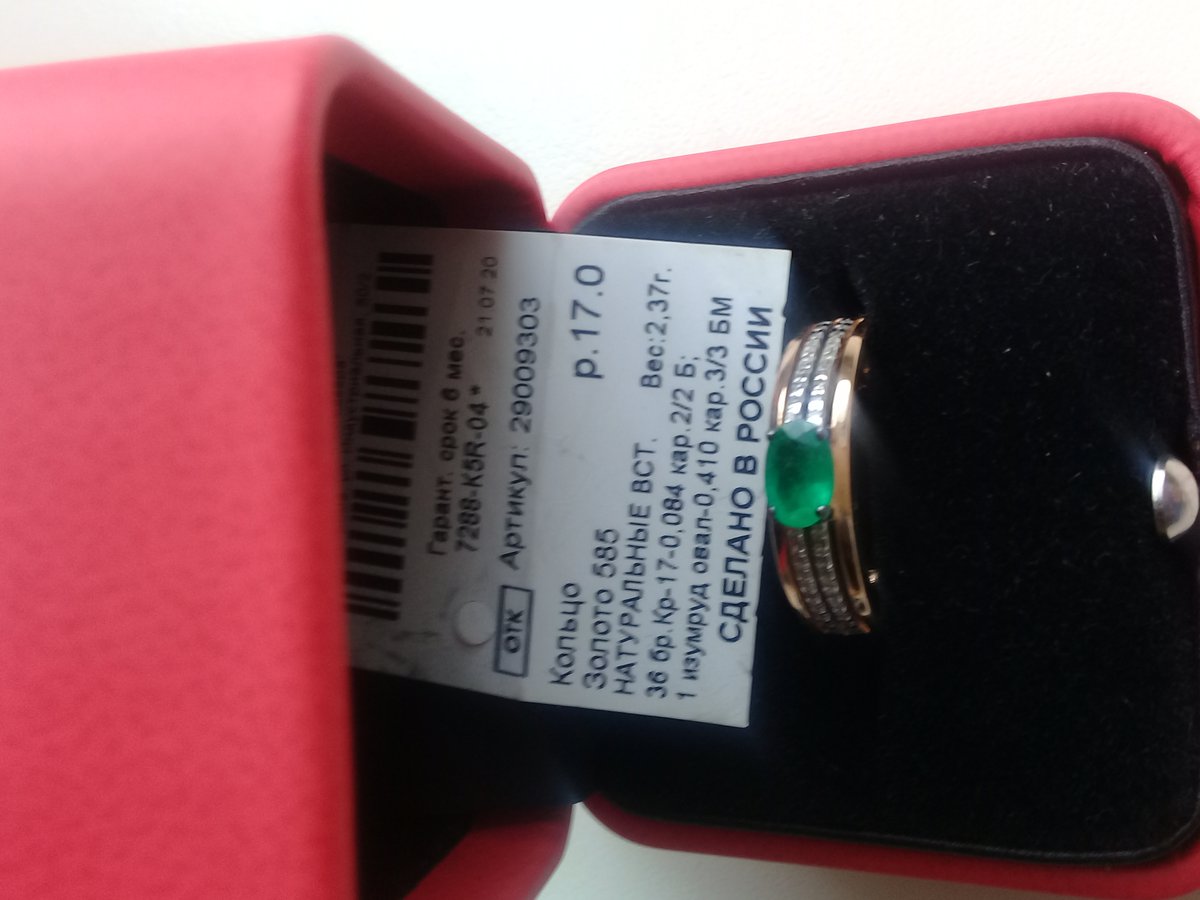 Гарант. срок 6 мес.
7288-К5R-04* 21 07 20
ОТК Артикул: 29009303
Кольцо р.17.0
Золото 585
НАТУРАЛЬНЫЕ ВСТ. Вес:2,37г.
36 бр.Кр-17-0,084 кар.2/2 Б;
1 изумруд овал-0,410 кар.3/3 БМ
СДЕЛАНО В РОССИИ